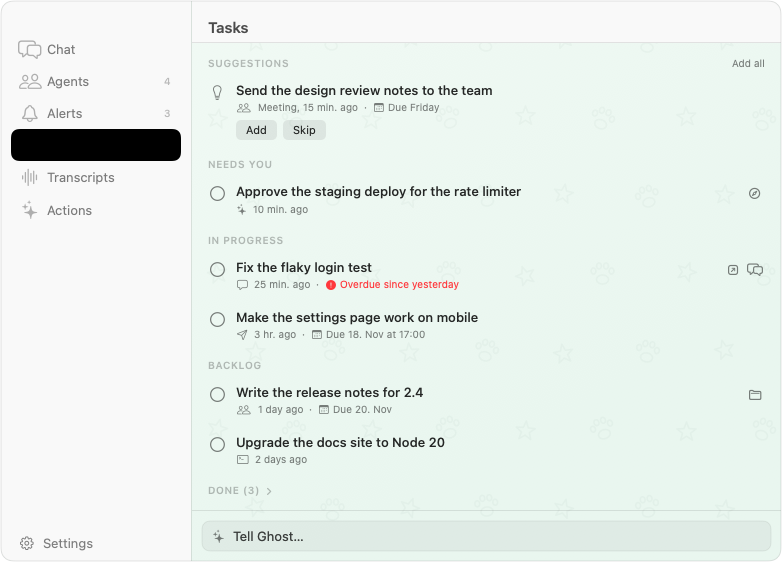 Tasks
Chat
Agents 4
Alerts 3
Transcripts
Actions
Settings
SUGGESTIONS Add all
Send the design review notes to the team
Meeting, 15 min. ago · Due Friday
Add Skip
NEEDS YOU
Approve the staging deploy for the rate limiter
10 min. ago
IN PROGRESS
Fix the flaky login test
25 min. ago · Overdue since yesterday
Make the settings page work on mobile
3 hr. ago · Due 18. Nov at 17:00
BACKLOG
Write the release notes for 2.4
1 day ago · Due 20. Nov
Upgrade the docs site to Node 20
2 days ago
DONE (3)
Tell Ghost...